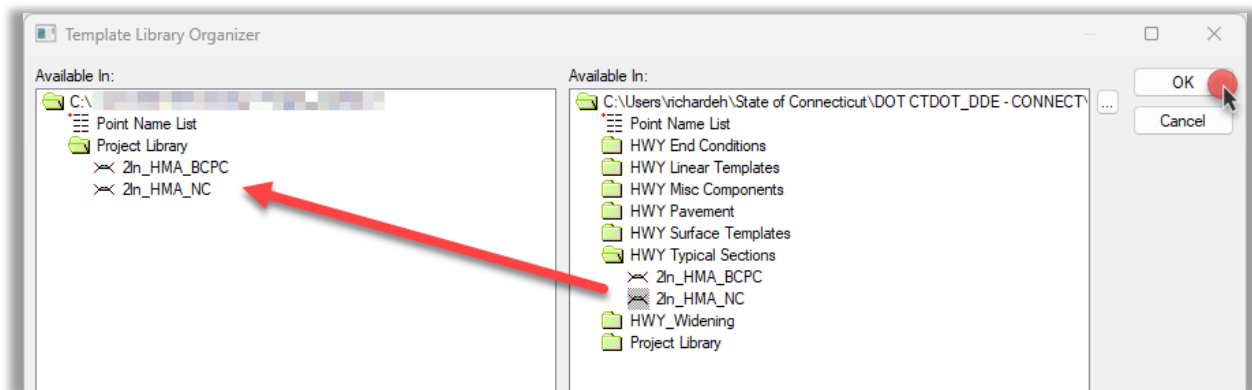 Template Library Organizer
Available In:
C:\
Point Name List
Project Library
2ln_HMA_BCPC
2ln_HMA_NC
Available In:
C:\Users\richardeh\State of Connecticut\DOT CTDOT_DDE - CONNECT\
Point Name List
HWY End Conditions
HWY Linear Templates
HWY Misc Components
HWY Pavement
HWY Surface Templates
HWY Typical Sections
2ln_HMA_BCPC
2ln_HMA_NC
HWY_Widening
Project Library
...
OK
Cancel